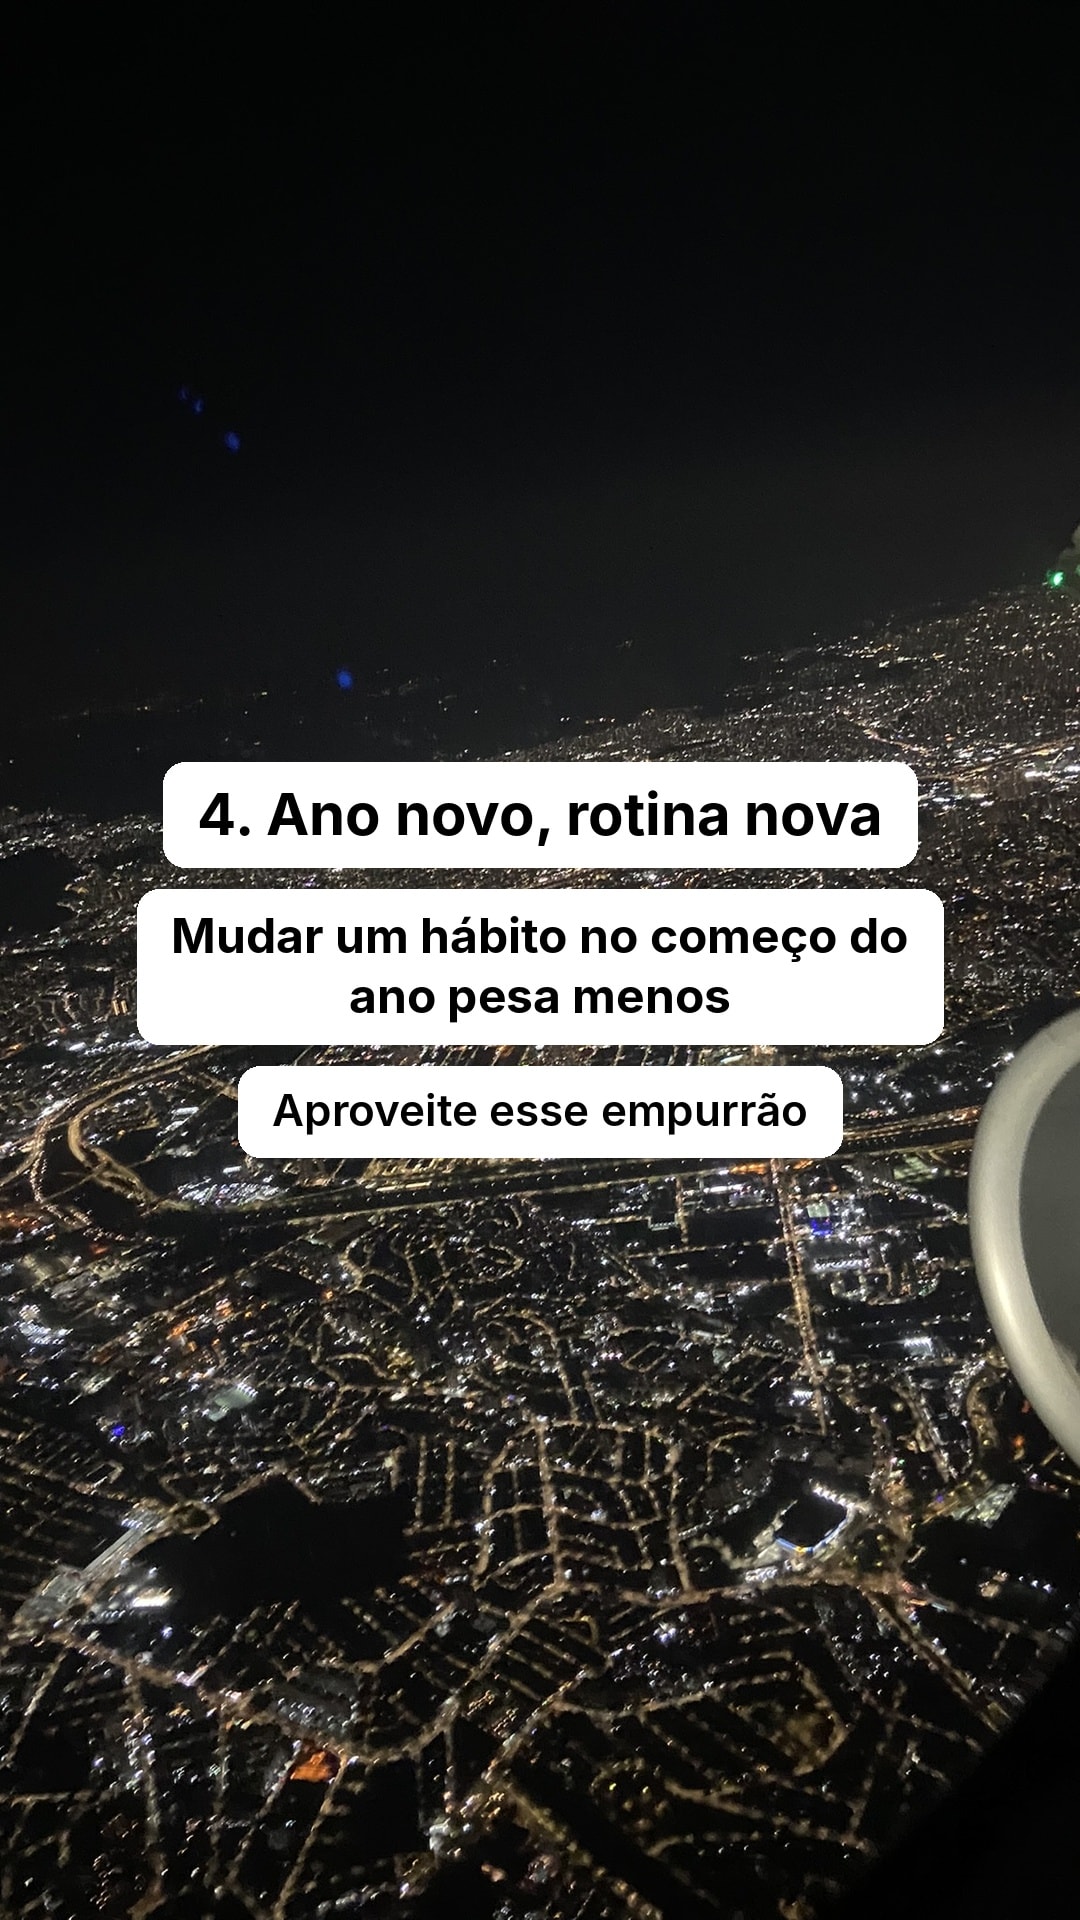 4. Ano novo, rotina nova
Mudar um hábito no começo do
ano pesa menos
Aproveite esse empurrão